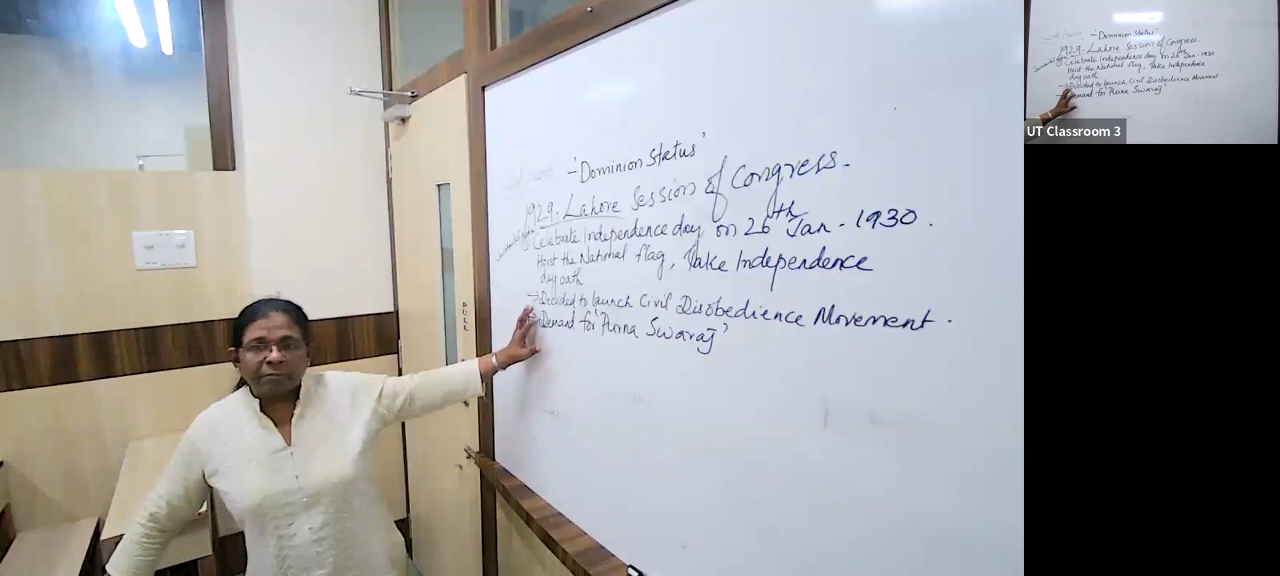 -'Dominion Status'
1929. Lahore Session of Congress.
Celebrate Independence day on 26th Jan - 1930.
Hoist the National flag, Take Independence
day oath
→ Decided to launch Civil Disobedience Movement.
→ Demand for 'Purna Swaraj'
PULL
UT Classroom 3